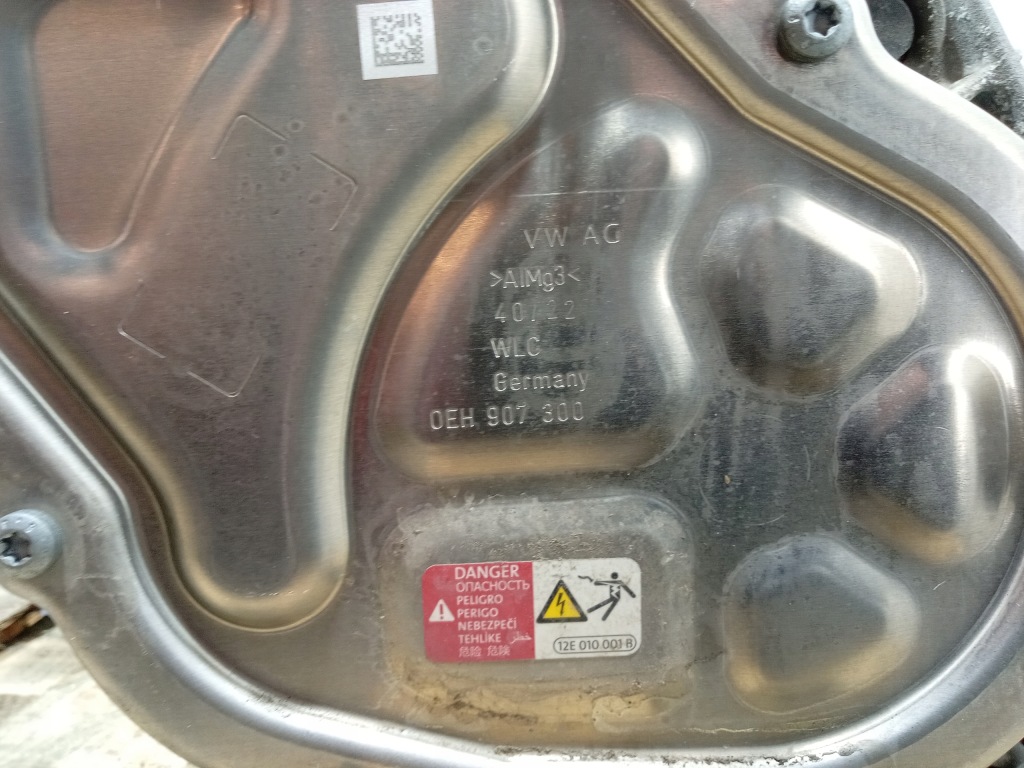 VW AG
>AlMg3<
40/22
WLC
Germany
0EH 907 300
DANGER
ОПАСНОСТЬ
PELIGRO
PERIGO
NEBEZPEČÍ
TEHLİKE خطر
危险 危険
12E 010 001 B